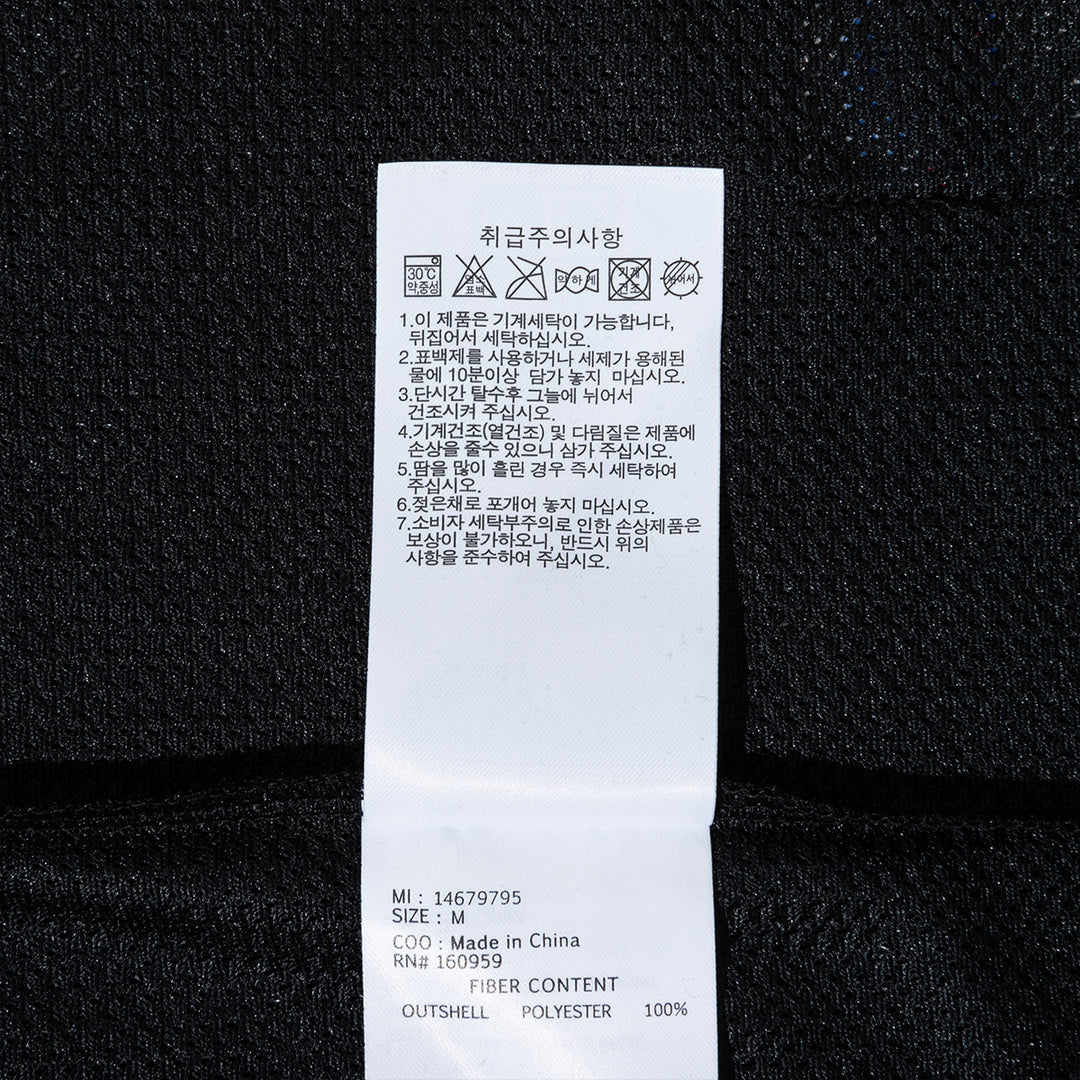 취급주의사항
30℃ 약,중성 염소 표백 약하게 기계 건조 뉘어서
1.이 제품은 기계세탁이 가능합니다,
뒤집어서 세탁하십시오.
2.표백제를 사용하거나 세제가 용해된
물에 10분이상 담가 놓지 마십시오.
3.단시간 탈수후 그늘에 뉘어서
건조시켜 주십시오.
4.기계건조(열건조) 및 다림질은 제품에
손상을 줄수 있으니 삼가 주십시오.
5.땀을 많이 흘린 경우 즉시 세탁하여
주십시오.
6.젖은채로 포개어 놓지 마십시오.
7.소비자 세탁부주의로 인한 손상제품은
보상이 불가하오니, 반드시 위의
사항을 준수하여 주십시오.
MI : 14679795
SIZE : M
COO : Made in China
RN# 160959
FIBER CONTENT
OUTSHELL POLYESTER 100%